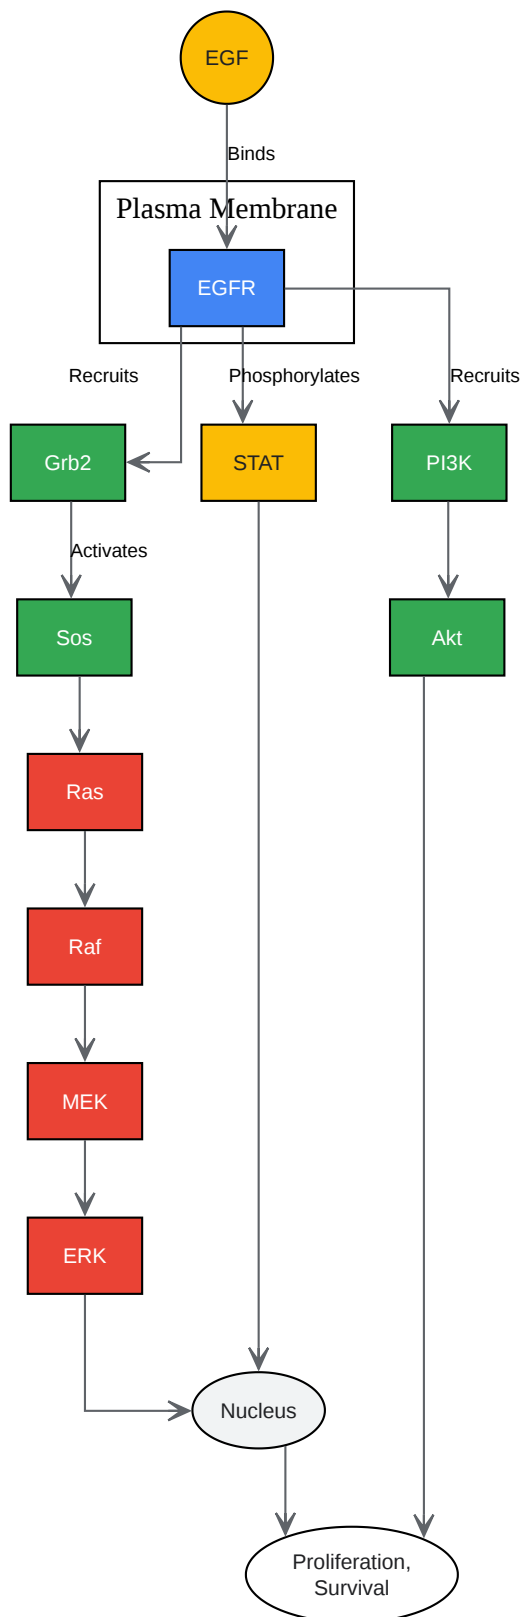 EGF
Binds
Plasma Membrane
EGFR
Recruits
Phosphorylates
Recruits
Grb2
STAT
PI3K
Activates
Sos
Akt
Ras
Raf
MEK
ERK
Nucleus
Proliferation,
Survival